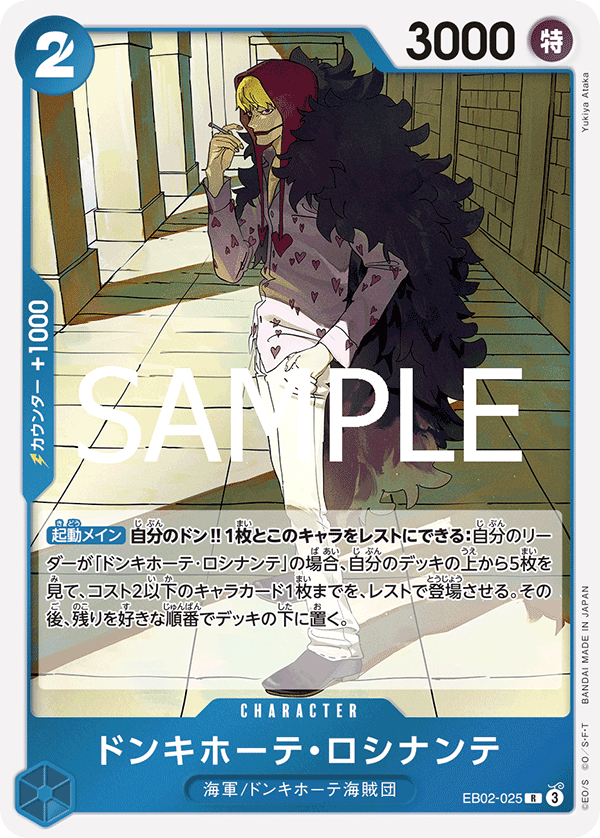 2
3000 特
Yukiya Ataka
カウンター +1000
SAMPLE
起動メイン 自分のドン!!1枚とこのキャラをレストにできる:自分のリー
ダーが「ドンキホーテ・ロシナンテ」の場合、自分のデッキの上から5枚を
見て、コスト2以下のキャラカード1枚までを、レストで登場させる。その
後、残りを好きな順番でデッキの下に置く。
CHARACTER
ドンキホーテ・ロシナンテ
海軍/ドンキホーテ海賊団
EB02-025 R 3
©E.O/S ©O/S・F・T BANDAI MADE IN JAPAN